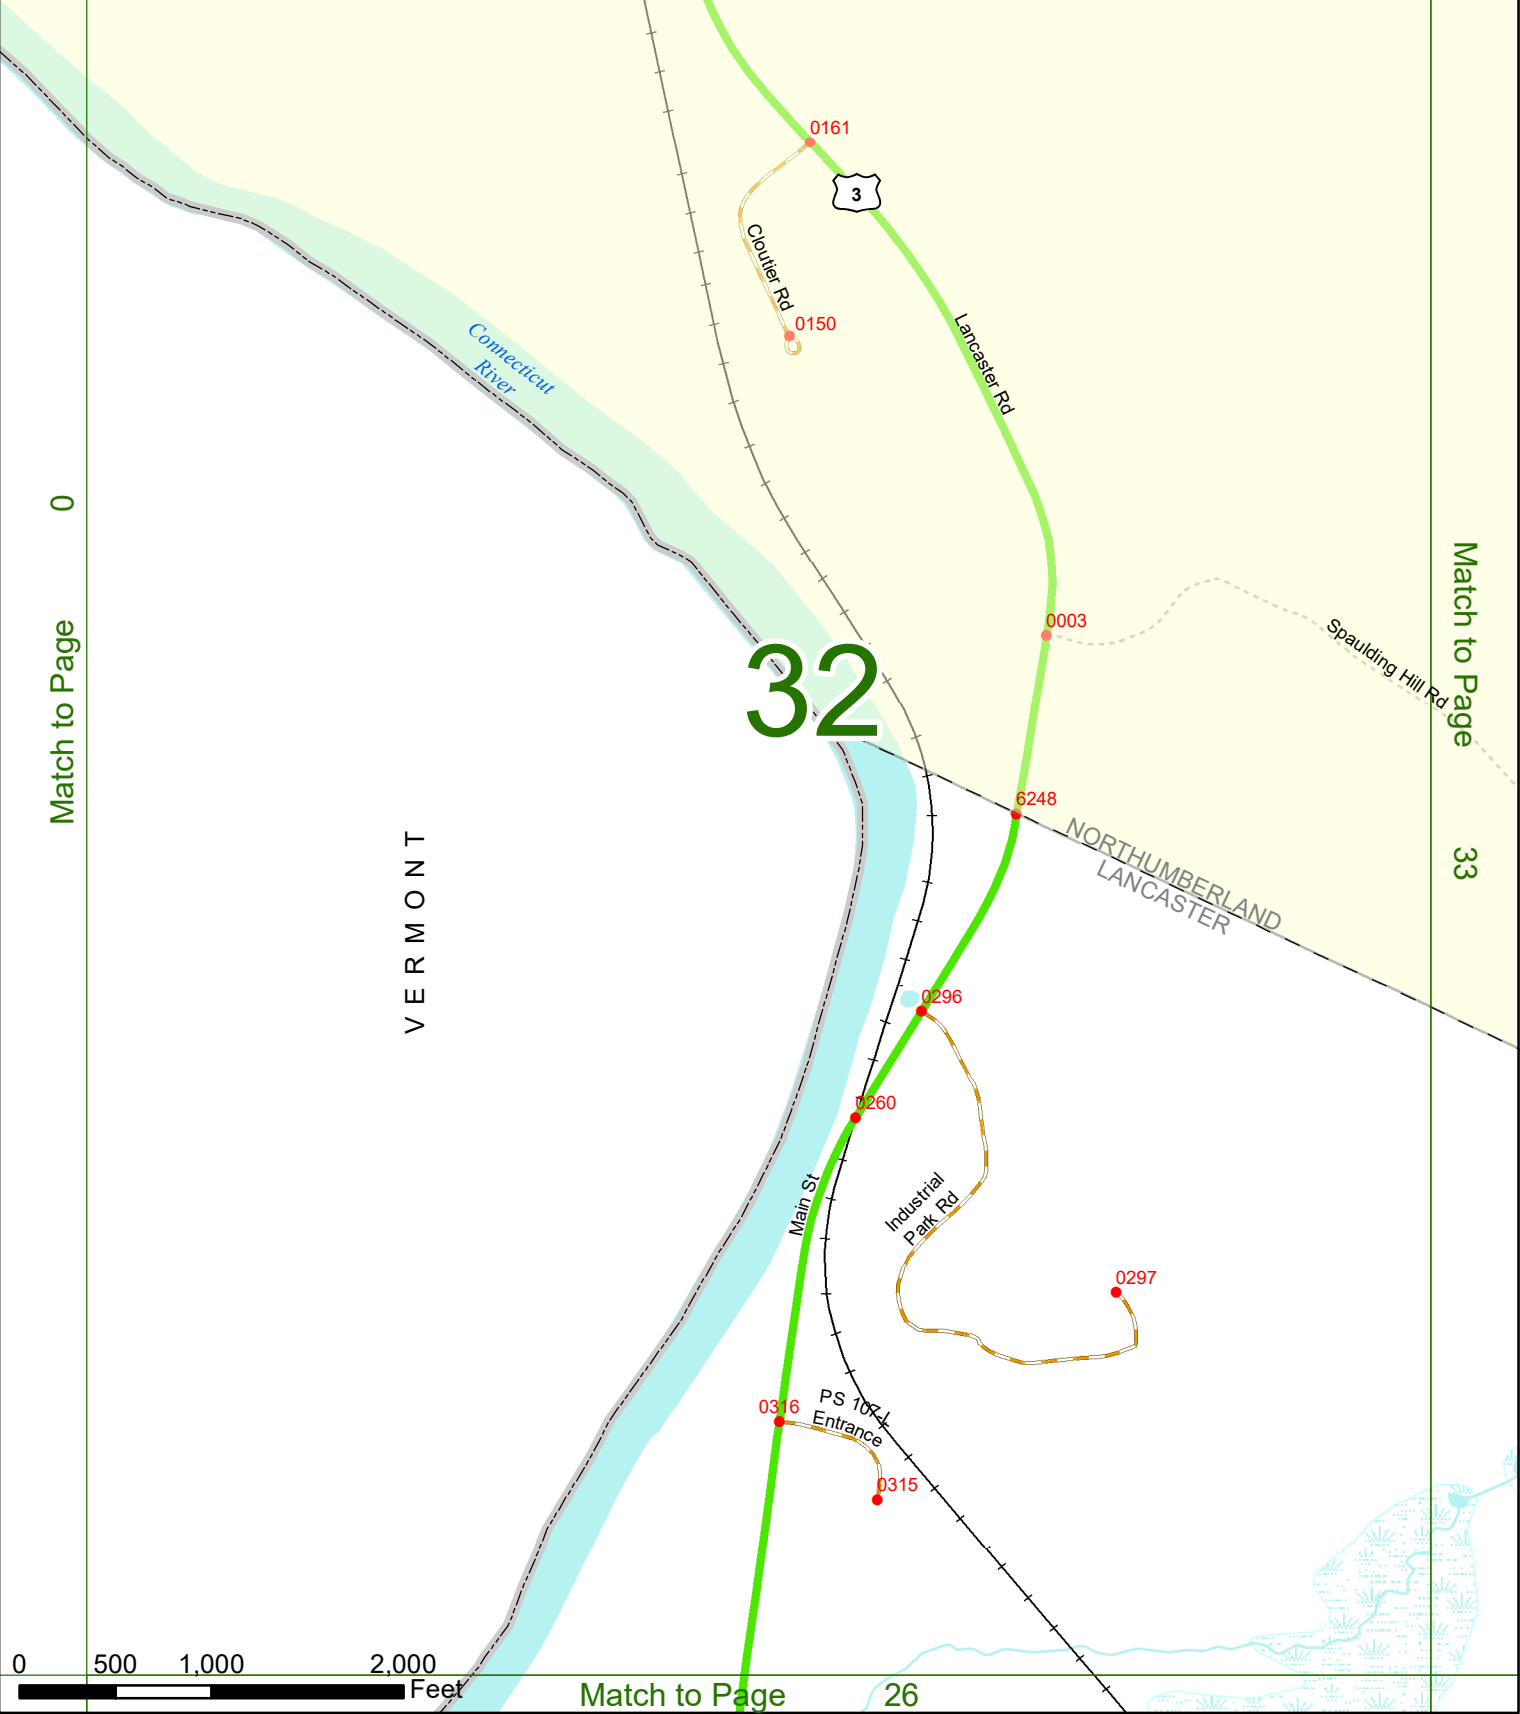 0161
3
Cloutier Rd
0150
Lancaster Rd
Connecticut
River
Match to Page 0
Match to Page 33
0003
Spaulding Hill Rd
32
6248
NORTHUMBERLAND
LANCASTER
VERMONT
0296
0260
Main St
Industrial
Park Rd
0297
0316
PS 107-L
Entrance
0315
0 500 1,000 2,000
Feet
Match to Page 26